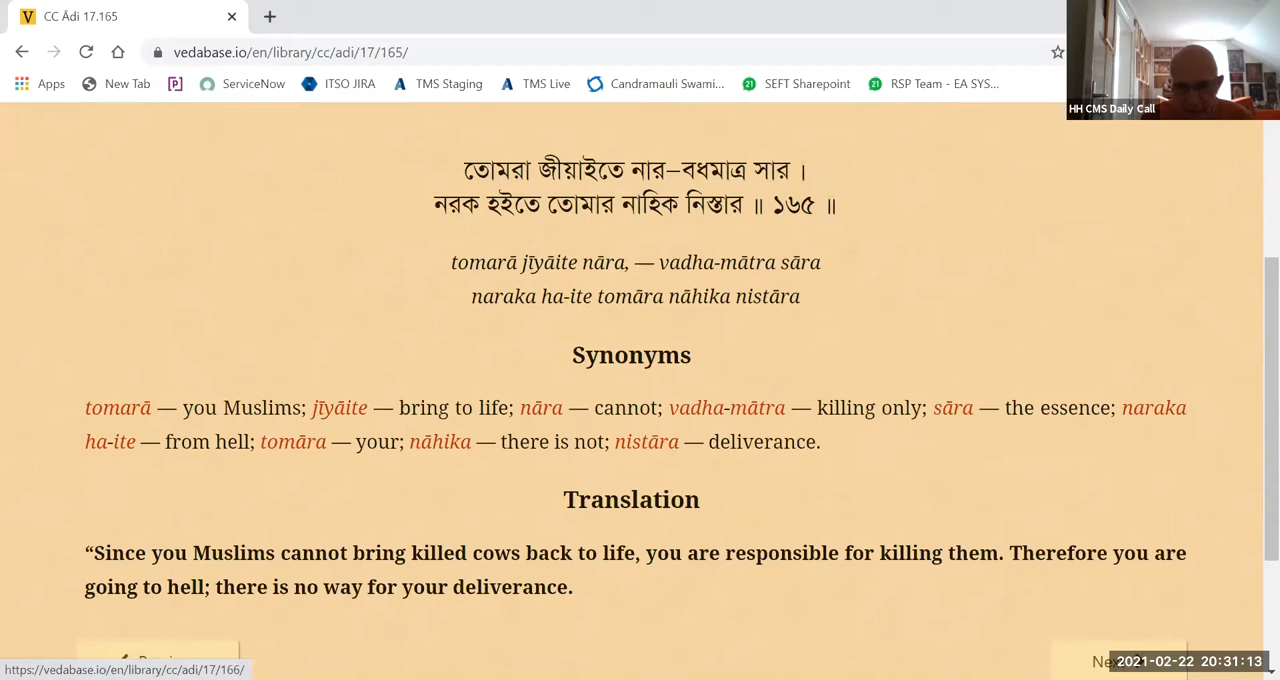 CC Ādi 17.165
vedabase.io/en/library/cc/adi/17/165/
Apps New Tab ServiceNow ITSO JIRA TMS Staging TMS Live Candramauli Swami... SEFT Sharepoint RSP Team - EA SYS...
HH CMS Daily Call
তোমরা জীয়াইতে নার—বধমাত্র সার ।
নরক হইতে তোমার নাহিক নিস্তার ॥ ১৬৫ ॥
tomarā jīyāite nāra, — vadha-mātra sāra
naraka ha-ite tomāra nāhika nistāra
Synonyms
tomarā — you Muslims; jīyāite — bring to life; nāra — cannot; vadha-mātra — killing only; sāra — the essence; naraka
ha-ite — from hell; tomāra — your; nāhika — there is not; nistāra — deliverance.
Translation
“Since you Muslims cannot bring killed cows back to life, you are responsible for killing them. Therefore you are
going to hell; there is no way for your deliverance.
2021-02-22 20:31:13
https://vedabase.io/en/library/cc/adi/17/166/